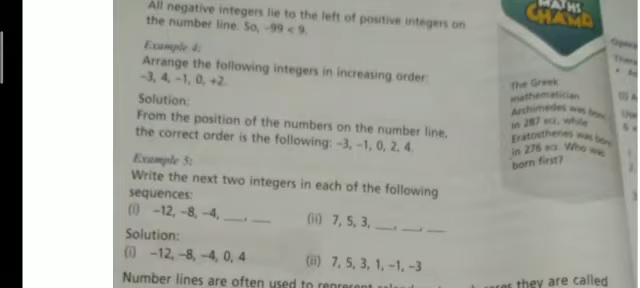 All negative integers lie to the left of positive integers on
the number line. So, -99 < 9.
Example 4:
Arrange the following integers in increasing order:
-3, 4, -1, 0, +2.
Solution:
From the position of the numbers on the number line,
the correct order is the following: -3, -1, 0, 2, 4.
Example 5:
Write the next two integers in each of the following
sequences:
(i) -12, -8, -4, ___, ___ (ii) 7, 5, 3, ___, ___, ___
Solution:
(i) -12, -8, -4, 0, 4 (ii) 7, 5, 3, 1, -1, -3
Number lines are often used to represent they are called
MATHS
CHAMP
The Greek
mathematician
Archimedes was born
in 287 BCE, while
Eratosthenes was born
in 276 BCE. Who was
born first?